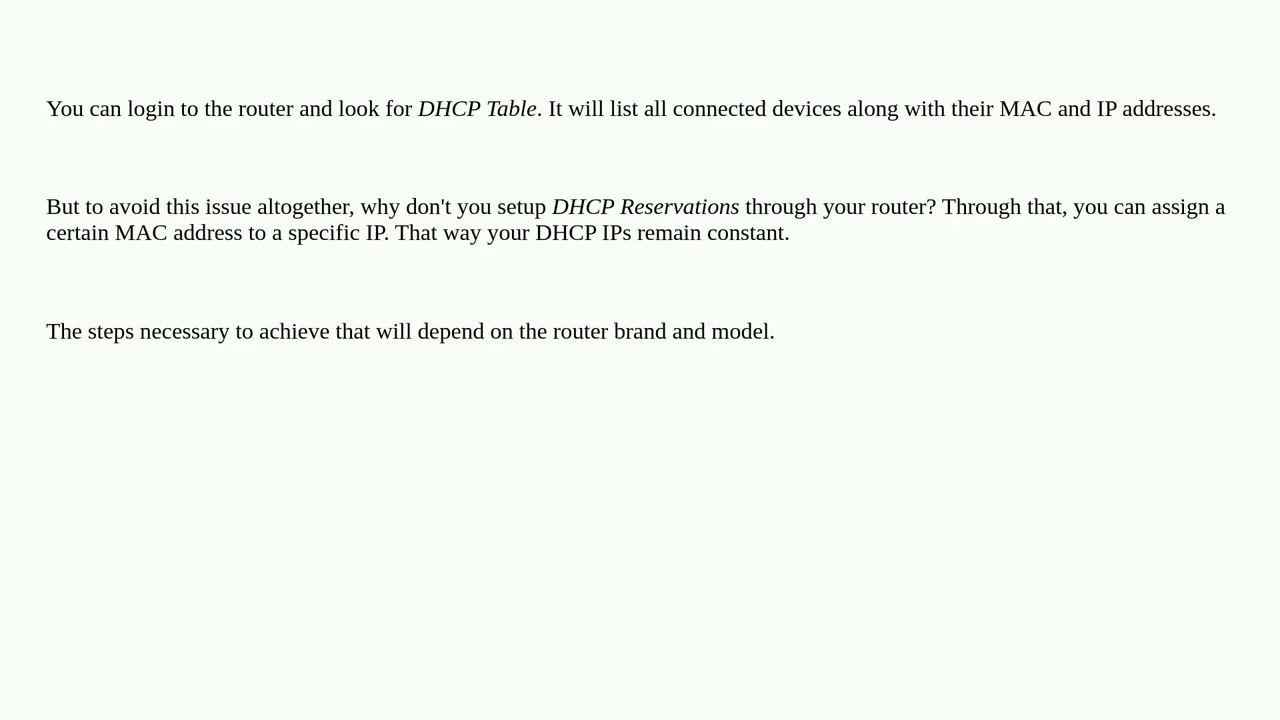 You can login to the router and look for DHCP Table. It will list all connected devices along with their MAC and IP addresses.
But to avoid this issue altogether, why don't you setup DHCP Reservations through your router? Through that, you can assign a
certain MAC address to a specific IP. That way your DHCP IPs remain constant.
The steps necessary to achieve that will depend on the router brand and model.